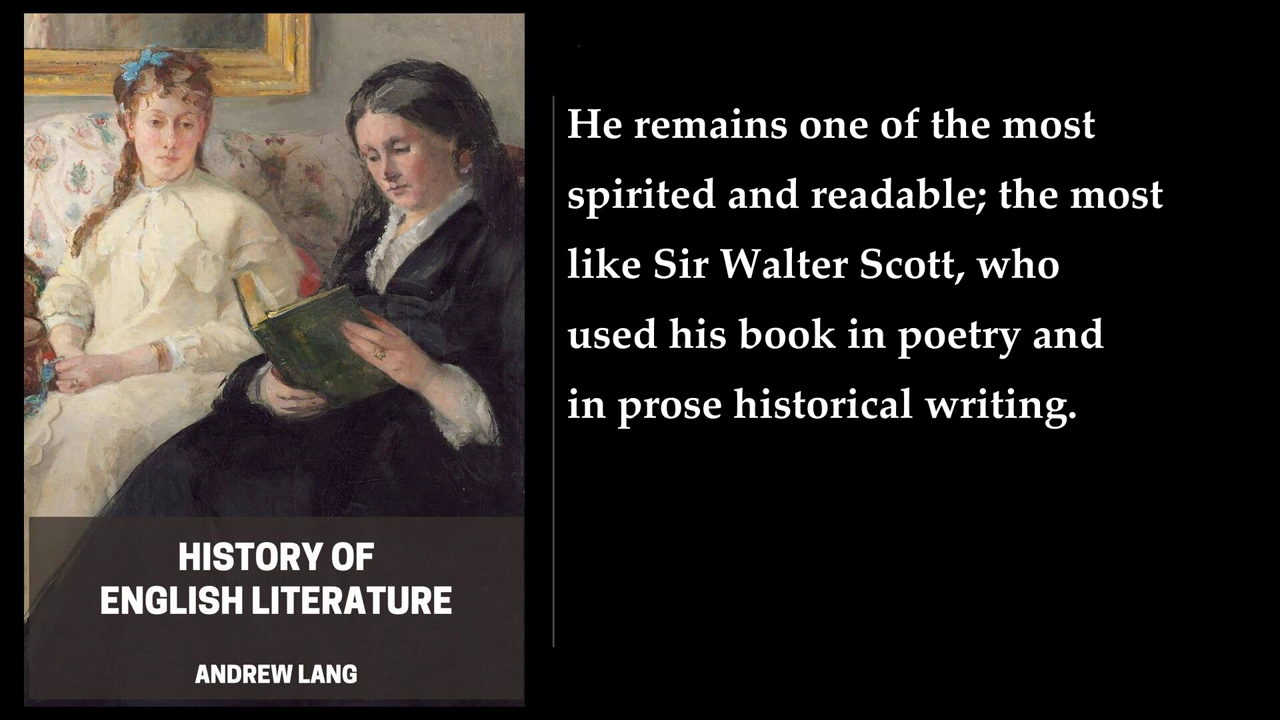 HISTORY OF
ENGLISH LITERATURE
ANDREW LANG
He remains one of the most
spirited and readable; the most
like Sir Walter Scott, who
used his book in poetry and
in prose historical writing.